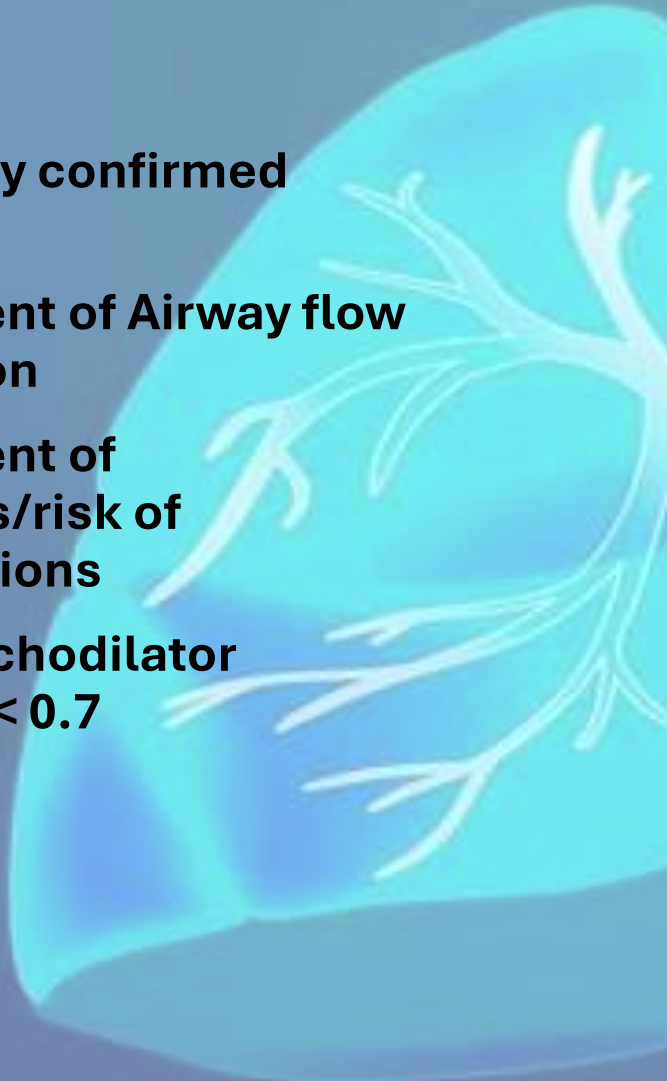 y confirmed
ent of Airway flow
on
ent of
s/risk of
ions
chodilator
< 0.7